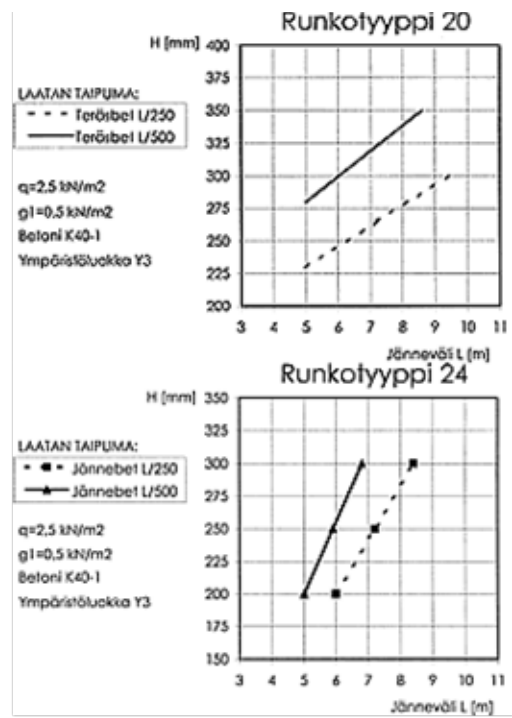 Runkotyyppi 20
H [mm]
400
375
350
325
300
275
250
225
200
LAATAN TAIPUMA:
Teräsbet L/250
Teräsbet L/500
q=2,5 kN/m2
g1=0,5 kN/m2
Betoni K40-1
Ympäristöluokka Y3
3 4 5 6 7 8 9 10 11
Jänneväli L [m]
Runkotyyppi 24
H [mm]
350
325
300
275
250
225
200
175
150
LAATAN TAIPUMA:
Jännebet L/250
Jännebet L/500
q=2,5 kN/m2
g1=0,5 kN/m2
Betoni K40-1
Ympäristöluokka Y3
3 4 5 6 7 8 9 10 11
Jänneväli L [m]